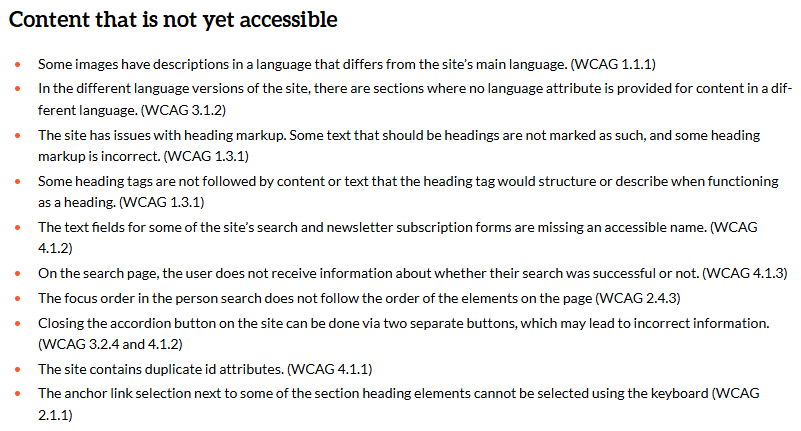 Content that is not yet accessible
Some images have descriptions in a language that differs from the site's main language. (WCAG 1.1.1)
In the different language versions of the site, there are sections where no language attribute is provided for content in a dif-
ferent language. (WCAG 3.1.2)
The site has issues with heading markup. Some text that should be headings are not marked as such, and some heading
markup is incorrect. (WCAG 1.3.1)
Some heading tags are not followed by content or text that the heading tag would structure or describe when functioning
as a heading. (WCAG 1.3.1)
The text fields for some of the site's search and newsletter subscription forms are missing an accessible name. (WCAG
4.1.2)
On the search page, the user does not receive information about whether their search was successful or not. (WCAG 4.1.3)
The focus order in the person search does not follow the order of the elements on the page (WCAG 2.4.3)
Closing the accordion button on the site can be done via two separate buttons, which may lead to incorrect information.
(WCAG 3.2.4 and 4.1.2)
The site contains duplicate id attributes. (WCAG 4.1.1)
The anchor link selection next to some of the section heading elements cannot be selected using the keyboard (WCAG
2.1.1)